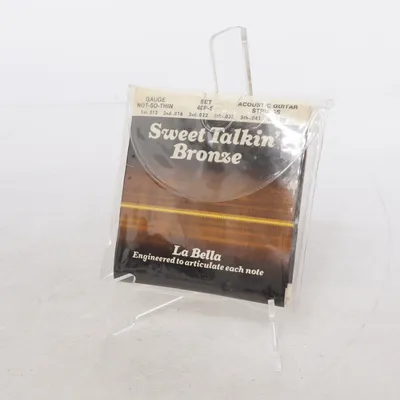 GAUGE SET ACOUSTIC GUITAR
NOT-SO-THIN STRINGS
Sweet Talkin'
Bronze
La Bella
Engineered to articulate each note